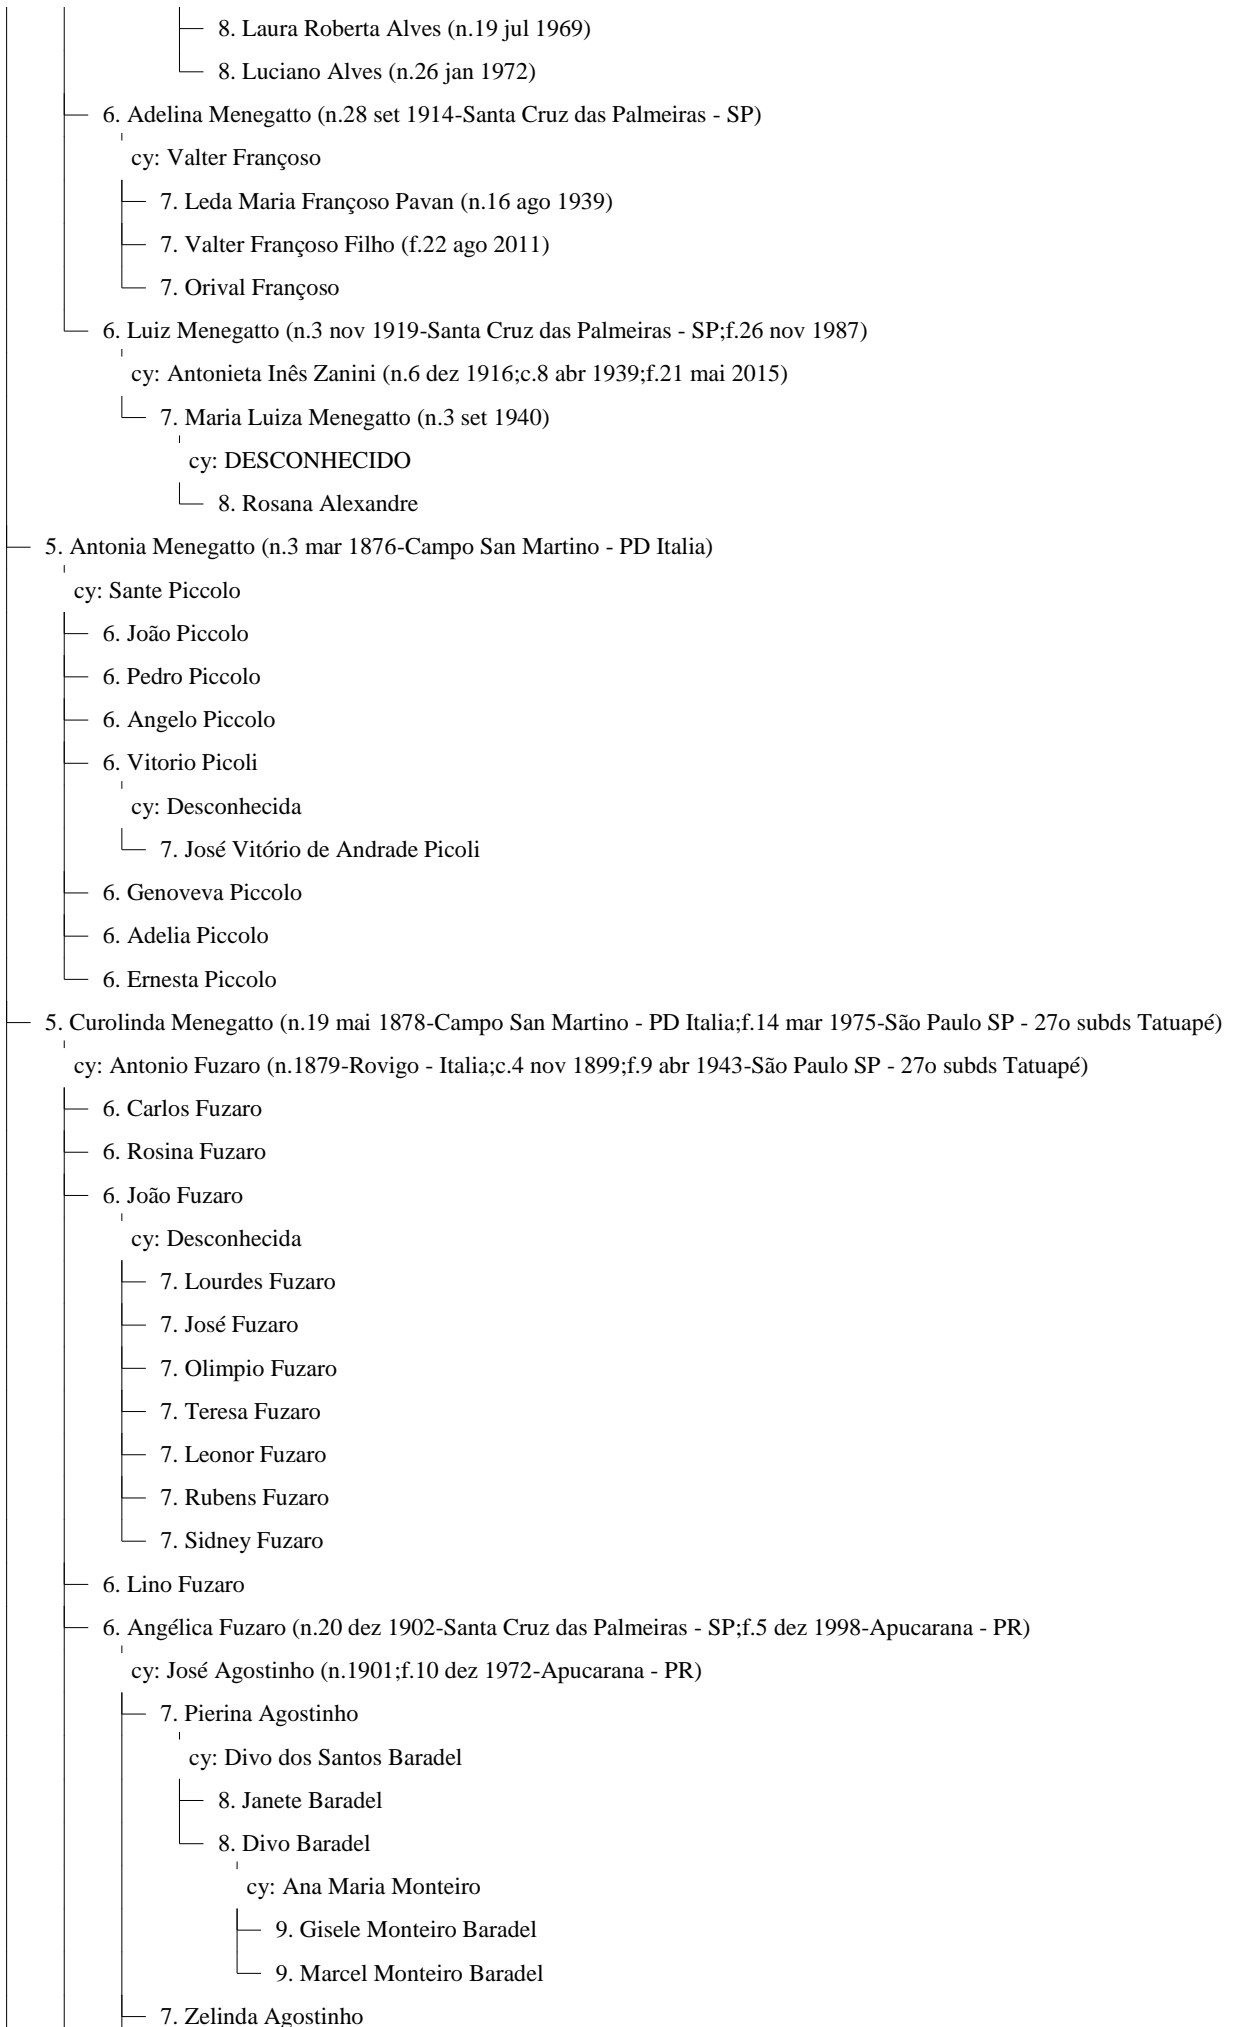 8. Laura Roberta Alves (n.19 jul 1969)
8. Luciano Alves (n.26 jan 1972)
6. Adelina Menegatto (n.28 set 1914-Santa Cruz das Palmeiras - SP)
cy: Valter Françoso
7. Leda Maria Françoso Pavan (n.16 ago 1939)
7. Valter Françoso Filho (f.22 ago 2011)
7. Orival Françoso
6. Luiz Menegatto (n.3 nov 1919-Santa Cruz das Palmeiras - SP;f.26 nov 1987)
cy: Antonieta Inês Zanini (n.6 dez 1916;c.8 abr 1939;f.21 mai 2015)
7. Maria Luiza Menegatto (n.3 set 1940)
cy: DESCONHECIDO
8. Rosana Alexandre
5. Antonia Menegatto (n.3 mar 1876-Campo San Martino - PD Italia)
cy: Sante Piccolo
6. João Piccolo
6. Pedro Piccolo
6. Angelo Piccolo
6. Vitorio Picoli
cy: Desconhecida
7. José Vitório de Andrade Picoli
6. Genoveva Piccolo
6. Adelia Piccolo
6. Ernesta Piccolo
5. Curolinda Menegatto (n.19 mai 1878-Campo San Martino - PD Italia;f.14 mar 1975-São Paulo SP - 27o subds Tatuapé)
cy: Antonio Fuzaro (n.1879-Rovigo - Italia;c.4 nov 1899;f.9 abr 1943-São Paulo SP - 27o subds Tatuapé)
6. Carlos Fuzaro
6. Rosina Fuzaro
6. João Fuzaro
cy: Desconhecida
7. Lourdes Fuzaro
7. José Fuzaro
7. Olimpio Fuzaro
7. Teresa Fuzaro
7. Leonor Fuzaro
7. Rubens Fuzaro
7. Sidney Fuzaro
6. Lino Fuzaro
6. Angélica Fuzaro (n.20 dez 1902-Santa Cruz das Palmeiras - SP;f.5 dez 1998-Apucarana - PR)
cy: José Agostinho (n.1901;f.10 dez 1972-Apucarana - PR)
7. Pierina Agostinho
cy: Divo dos Santos Baradel
8. Janete Baradel
8. Divo Baradel
cy: Ana Maria Monteiro
9. Gisele Monteiro Baradel
9. Marcel Monteiro Baradel
7. Zelinda Agostinho